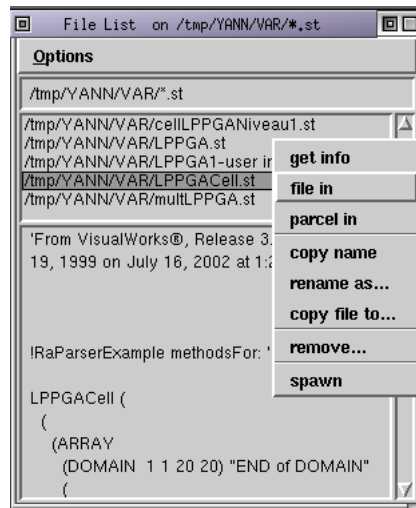 File List on /tmp/YANN/VAR/*.st
Options
/tmp/YANN/VAR/*.st
/tmp/YANN/VAR/cellLPPGANiveau1.st
/tmp/YANN/VAR/LPPGA.st
/tmp/YANN/VAR/LPPGA1-user
/tmp/YANN/VAR/LPPGACell.st
/tmp/YANN/VAR/multLPPGA.st
get info
file in
parcel in
copy name
rename as...
copy file to...
remove...
spawn
'From VisualWorks®, Release 3.
19, 1999 on July 16, 2002 at 1:2
!RaParserExample methodsFor: '
LPPGACell (
(
(ARRAY
(DOMAIN 1 1 20 20) "END of DOMAIN"
(